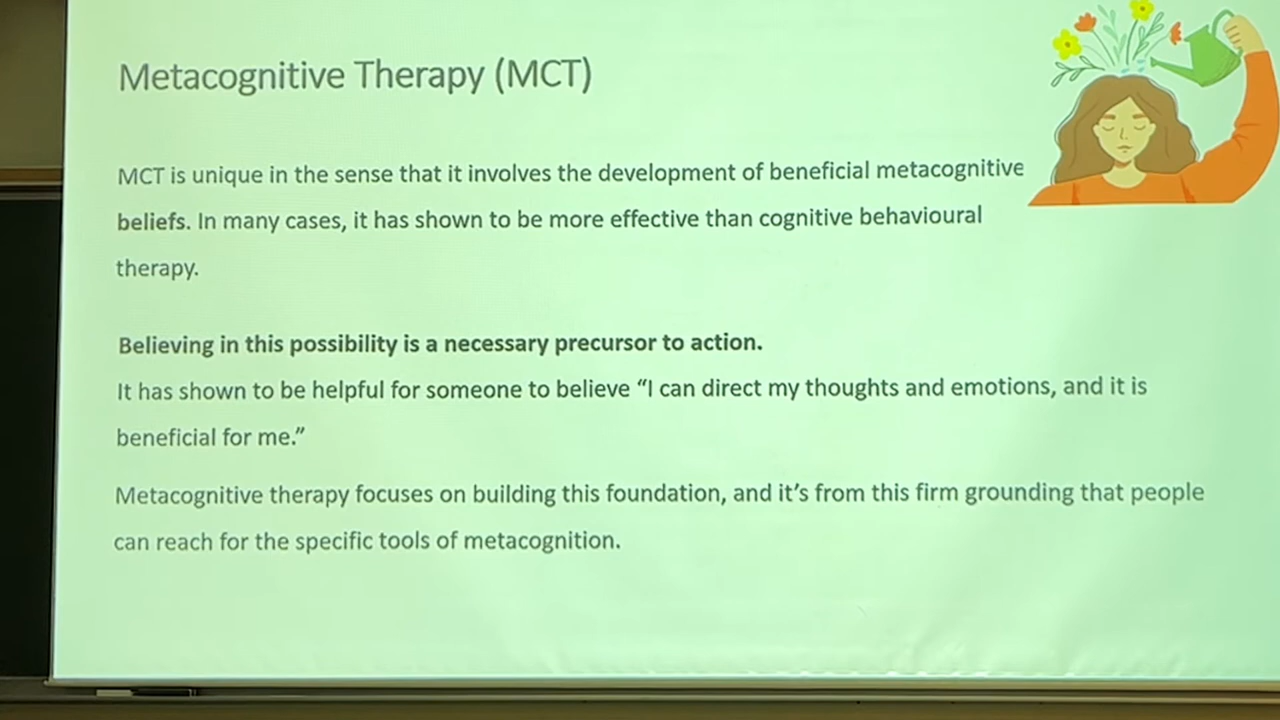 Metacognitive Therapy (MCT)
MCT is unique in the sense that it involves the development of beneficial metacognitive
beliefs. In many cases, it has shown to be more effective than cognitive behavioural
therapy.
Believing in this possibility is a necessary precursor to action.
It has shown to be helpful for someone to believe “I can direct my thoughts and emotions, and it is
beneficial for me.”
Metacognitive therapy focuses on building this foundation, and it’s from this firm grounding that people
can reach for the specific tools of metacognition.